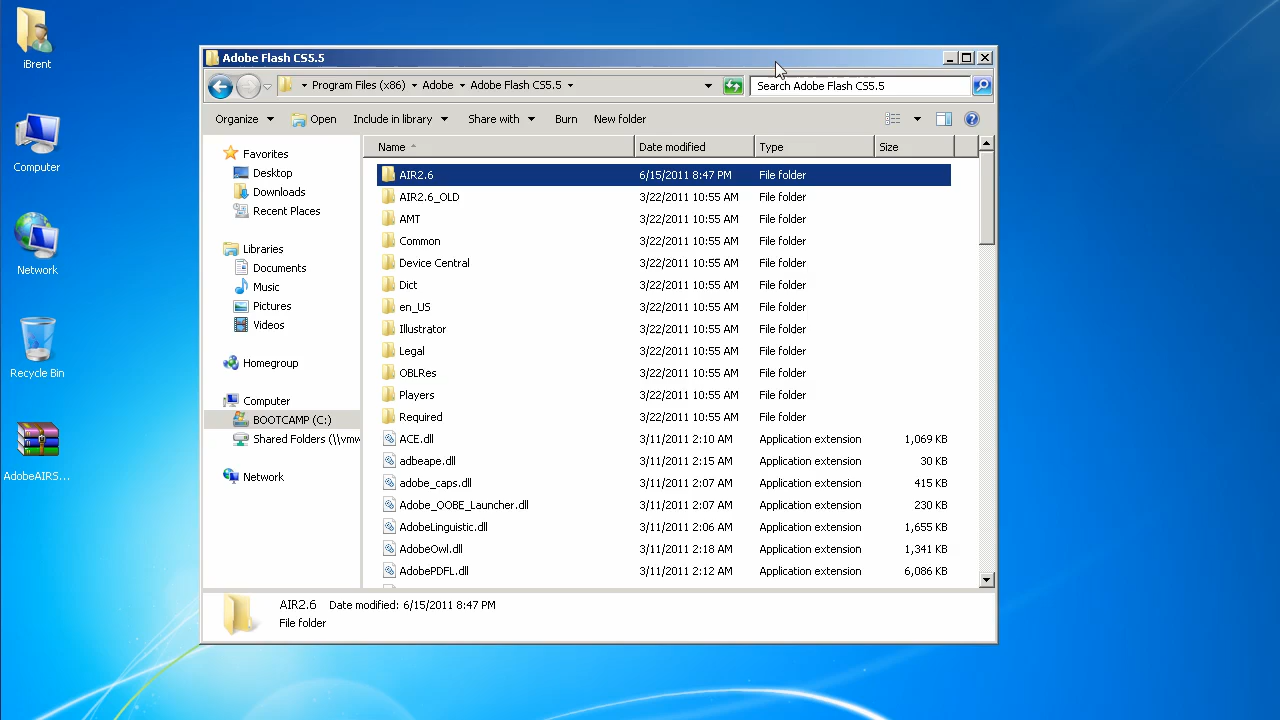 iBrent
Computer
Network
Recycle Bin
AdobeAIRS...
Adobe Flash CS5.5
Program Files (x86) Adobe Adobe Flash CS5.5
Search Adobe Flash CS5.5
Organize Open Include in library Share with Burn New folder
Favorites
Desktop
Downloads
Recent Places
Libraries
Documents
Music
Pictures
Videos
Homegroup
Computer
BOOTCAMP (C:)
Shared Folders (\\vmw
Network
Name Date modified Type Size
AIR2.6 6/15/2011 8:47 PM File folder
AIR2.6_OLD 3/22/2011 10:55 AM File folder
AMT 3/22/2011 10:55 AM File folder
Common 3/22/2011 10:55 AM File folder
Device Central 3/22/2011 10:55 AM File folder
Dict 3/22/2011 10:55 AM File folder
en_US 3/22/2011 10:55 AM File folder
Illustrator 3/22/2011 10:55 AM File folder
Legal 3/22/2011 10:55 AM File folder
OBLRes 3/22/2011 10:55 AM File folder
Players 3/22/2011 10:55 AM File folder
Required 3/22/2011 10:55 AM File folder
ACE.dll 3/11/2011 2:10 AM Application extension 1,069 KB
adbeape.dll 3/11/2011 2:15 AM Application extension 30 KB
adobe_caps.dll 3/11/2011 2:07 AM Application extension 415 KB
Adobe_OOBE_Launcher.dll 3/11/2011 2:07 AM Application extension 230 KB
AdobeLinguistic.dll 3/11/2011 2:06 AM Application extension 1,655 KB
AdobeOwl.dll 3/11/2011 2:18 AM Application extension 1,341 KB
AdobePDFL.dll 3/11/2011 2:12 AM Application extension 6,086 KB
AIR2.6 Date modified: 6/15/2011 8:47 PM
File folder